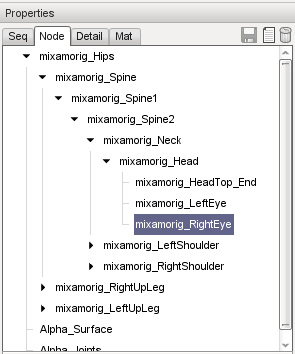 Properties
Seq Node Detail Mat
mixamorig_Hips
mixamorig_Spine
mixamorig_Spine1
mixamorig_Spine2
mixamorig_Neck
mixamorig_Head
mixamorig_HeadTop_End
mixamorig_LeftEye
mixamorig_RightEye
mixamorig_LeftShoulder
mixamorig_RightShoulder
mixamorig_RightUpLeg
mixamorig_LeftUpLeg
Alpha_Surface
Alpha_Joints